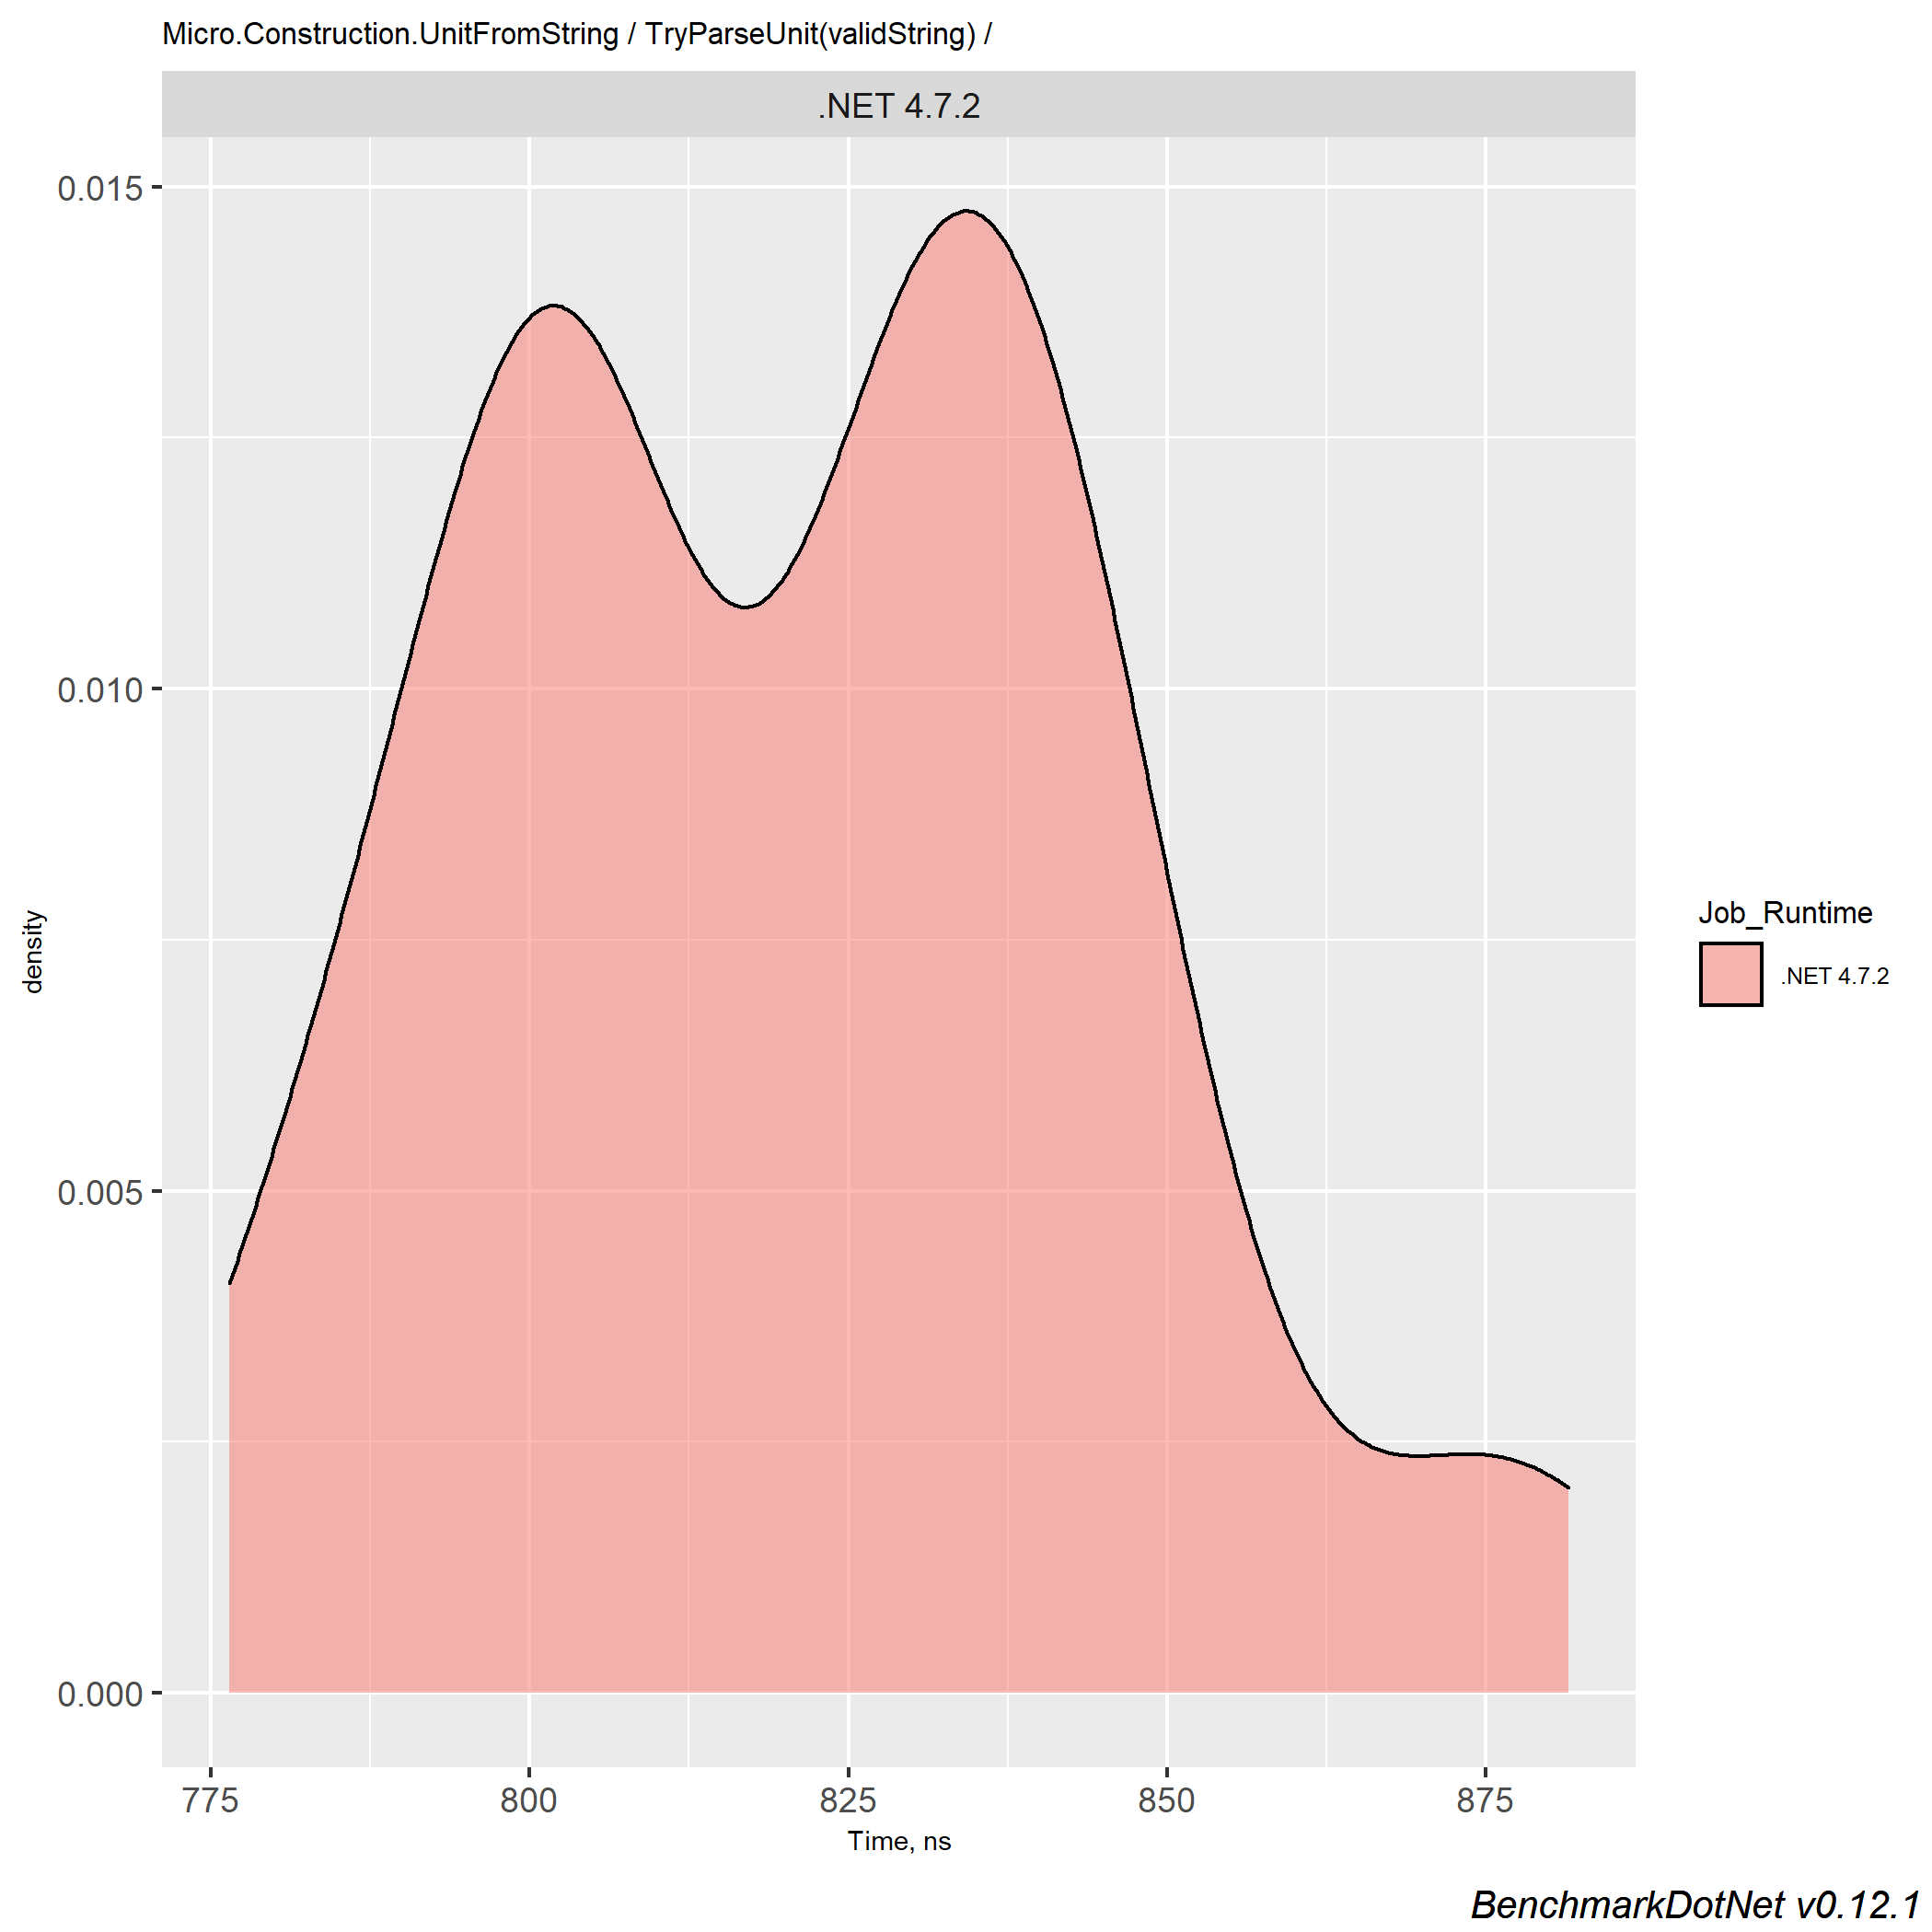 Micro.Construction.UnitFromString / TryParseUnit(validString) /
.NET 4.7.2
0.015
0.010
0.005
0.000
density
775 800 825 850 875
Time, ns
Job_Runtime
.NET 4.7.2
BenchmarkDotNet v0.12.1